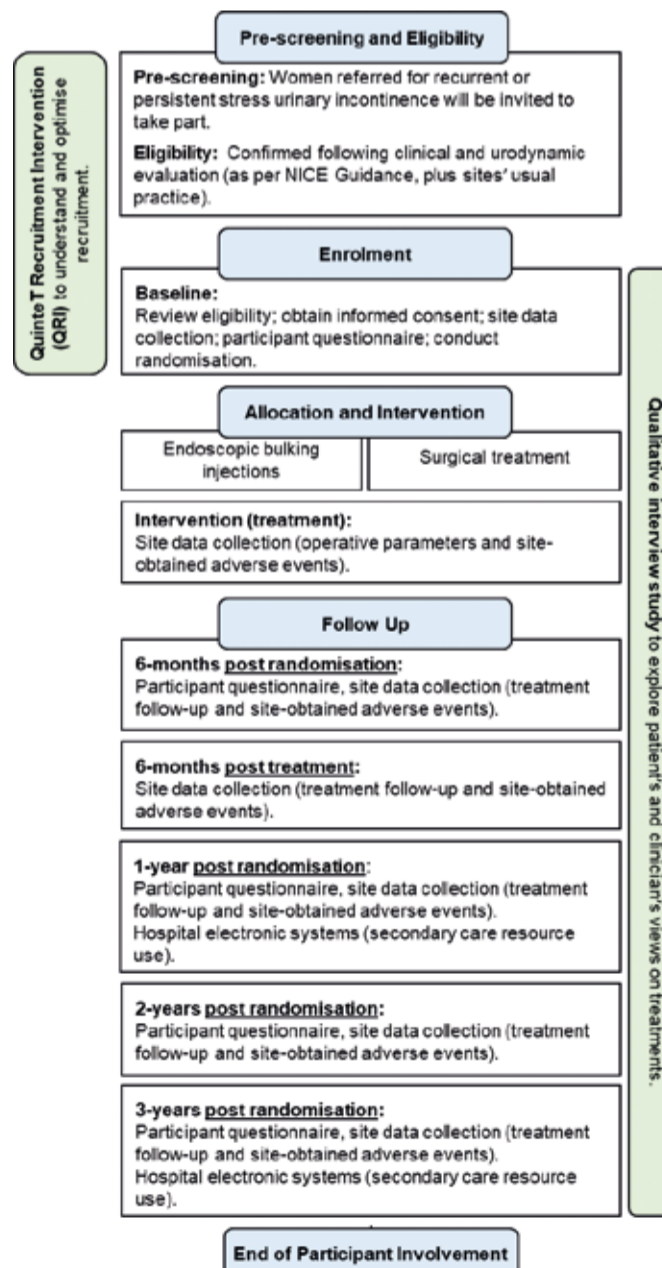 Pre-screening and Eligibility
Pre-screening: Women referred for recurrent or
persistent stress urinary incontinence will be invited to
take part.
Eligibility: Confirmed following clinical and urodynamic
evaluation (as per NICE Guidance, plus sites' usual
practice).
QuinteT Recruitment Intervention
(QRI) to understand and optimise
recruitment.
Enrolment
Baseline:
Review eligibility; obtain informed consent; site data
collection; participant questionnaire; conduct
randomisation.
Allocation and Intervention
Endoscopic bulking
injections
Surgical treatment
Intervention (treatment):
Site data collection (operative parameters and site-
obtained adverse events).
Follow Up
6-months post randomisation:
Participant questionnaire, site data collection (treatment
follow-up and site-obtained adverse events).
6-months post treatment:
Site data collection (treatment follow-up and site-obtained
adverse events).
1-year post randomisation:
Participant questionnaire, site data collection (treatment
follow-up and site-obtained adverse events).
Hospital electronic systems (secondary care resource
use).
2-years post randomisation:
Participant questionnaire, site data collection (treatment
follow-up and site-obtained adverse events).
3-years post randomisation:
Participant questionnaire, site data collection (treatment
follow-up and site-obtained adverse events).
Hospital electronic systems (secondary care resource
use).
Qualitative interview study to explore patient's and clinician's views on treatments.
End of Participant Involvement